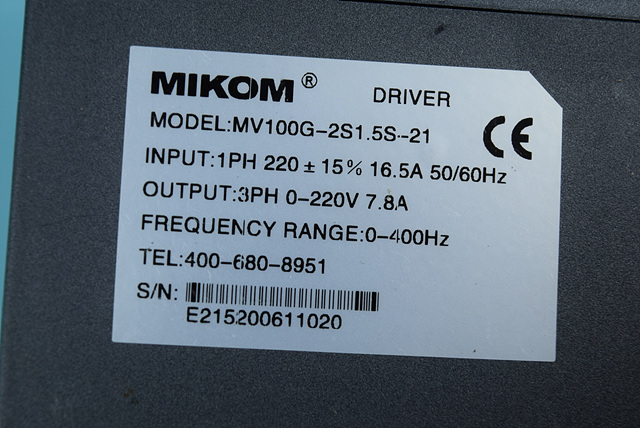 MIKOM® DRIVER
MODEL:MV100G-2S1.5S-21
CE
INPUT:1PH 220 ± 15% 16.5A 50/60Hz
OUTPUT:3PH 0-220V 7.8A
FREQUENCY RANGE:0-400Hz
TEL:400-680-8951
S/N:
E215200611020